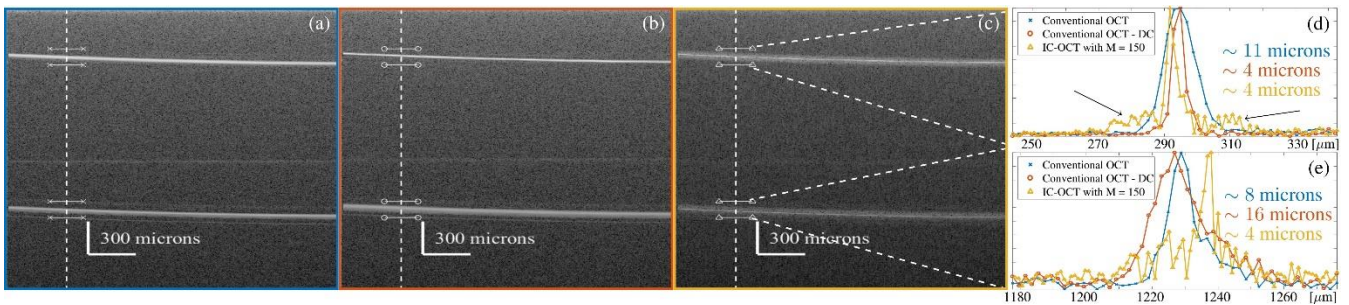 (a)
300 microns
(b)
300 microns
(c)
300 microns
(d)
Conventional OCT
Conventional OCT - DC
IC-OCT with M = 150
~ 11 microns
~ 4 microns
~ 4 microns
250 270 290 310 330 [μm]
(e)
Conventional OCT
Conventional OCT - DC
IC-OCT with M = 150
~ 8 microns
~ 16 microns
~ 4 microns
1180 1200 1220 1240 1260 [μm]